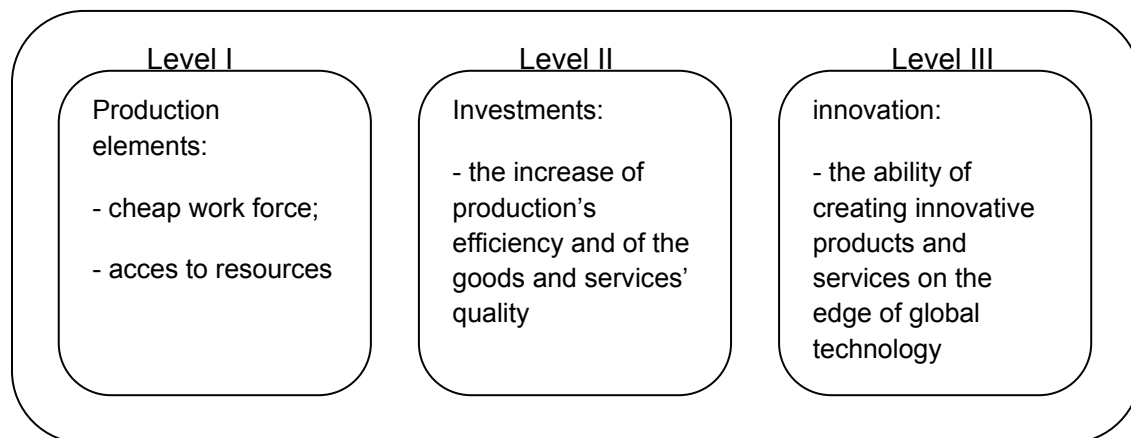 Level I
Production
elements:
- cheap work force;
- acces to resources
Level II
Investments:
- the increase of
production’s
efficiency and of the
goods and services’
quality
Level III
innovation:
- the ability of
creating innovative
products and
services on the
edge of global
technology